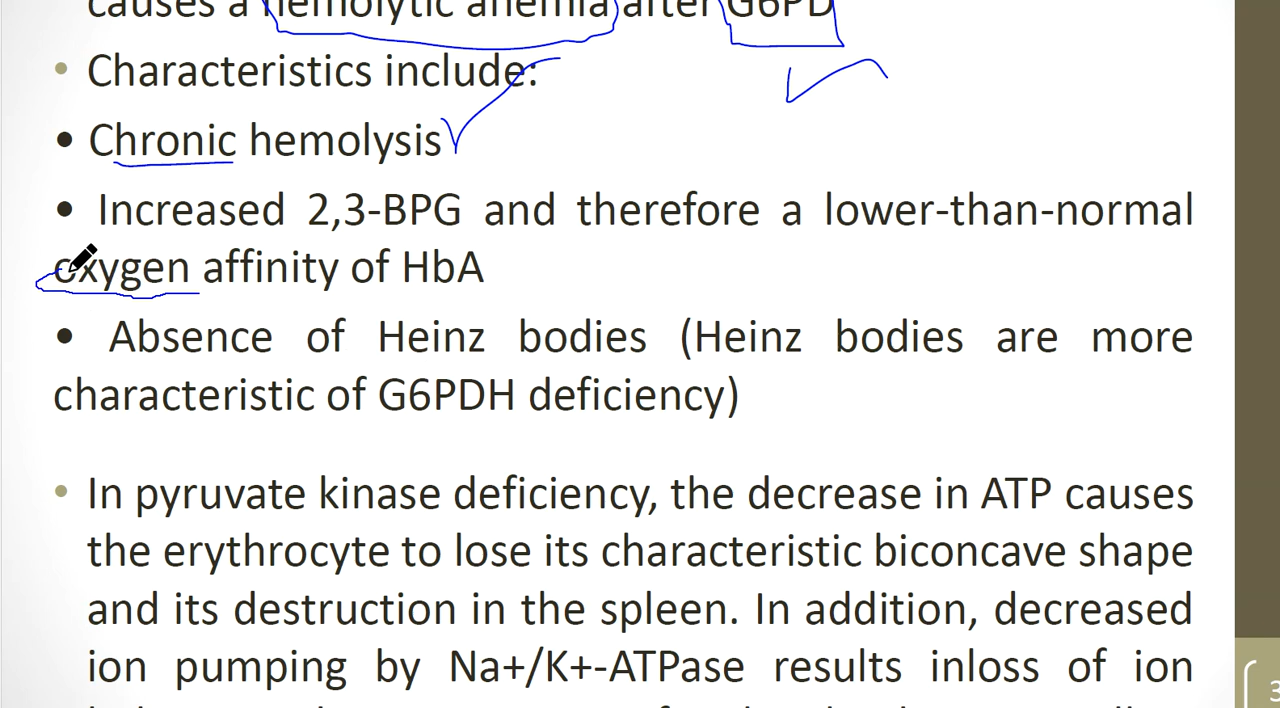 causes a hemolytic anemia after G6PD
• Characteristics include:
• Chronic hemolysis
• Increased 2,3-BPG and therefore a lower-than-normal
oxygen affinity of HbA
• Absence of Heinz bodies (Heinz bodies are more
characteristic of G6PDH deficiency)
• In pyruvate kinase deficiency, the decrease in ATP causes
the erythrocyte to lose its characteristic biconcave shape
and its destruction in the spleen. In addition, decreased
ion pumping by Na+/K+-ATPase results inloss of ion
3